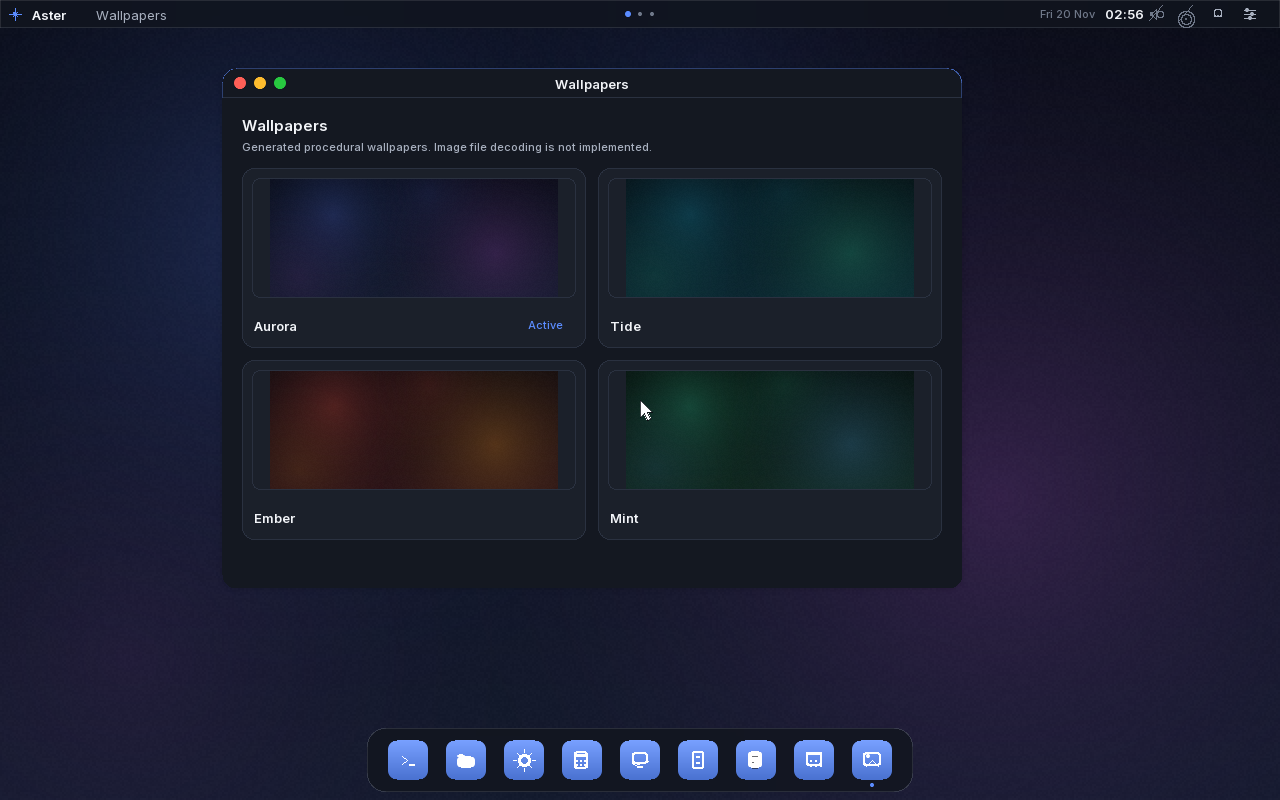 Aster Wallpapers Fri 20 Nov 02:56
Wallpapers
Wallpapers
Generated procedural wallpapers. Image file decoding is not implemented.
Aurora Active Tide
Ember Mint